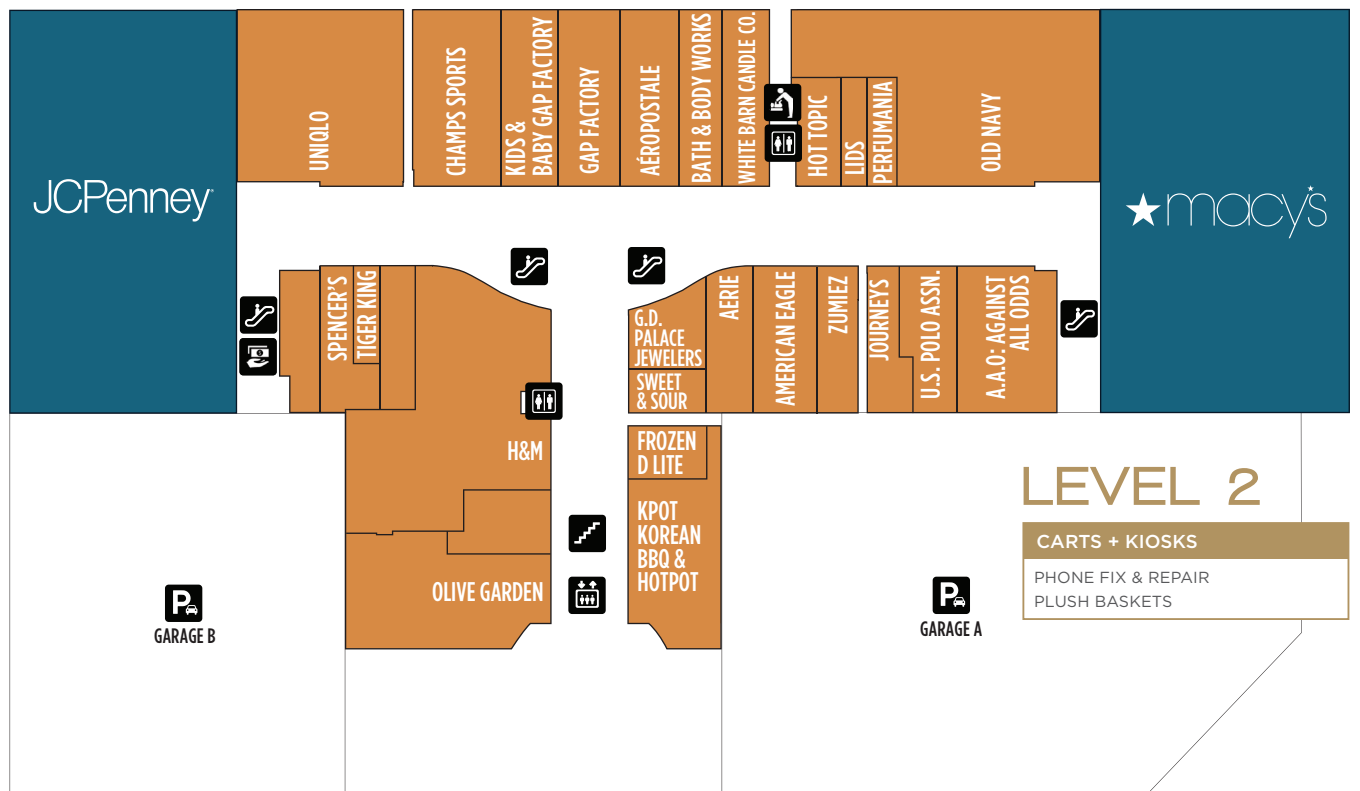 JCPenney
UNIQLO
CHAMPS SPORTS
KIDS &
BABY GAP FACTORY
GAP FACTORY
AÉROPOSTALE
BATH & BODY WORKS
WHITE BARN CANDLE CO.
HOT TOPIC
LIDS
PERFUMANIA
OLD NAVY
macy's
SPENCER'S
TIGER KING
H&M
OLIVE GARDEN
G.D.
PALACE
JEWELERS
SWEET
& SOUR
AERIE
AMERICAN EAGLE
ZUMIEZ
JOURNEYS
U.S. POLO ASSN.
A.A.O: AGAINST
ALL ODDS
FROZEN
D LITE
KPOT
KOREAN
BBQ &
HOTPOT
P
GARAGE B
P
GARAGE A
LEVEL 2
CARTS + KIOSKS
PHONE FIX & REPAIR
PLUSH BASKETS